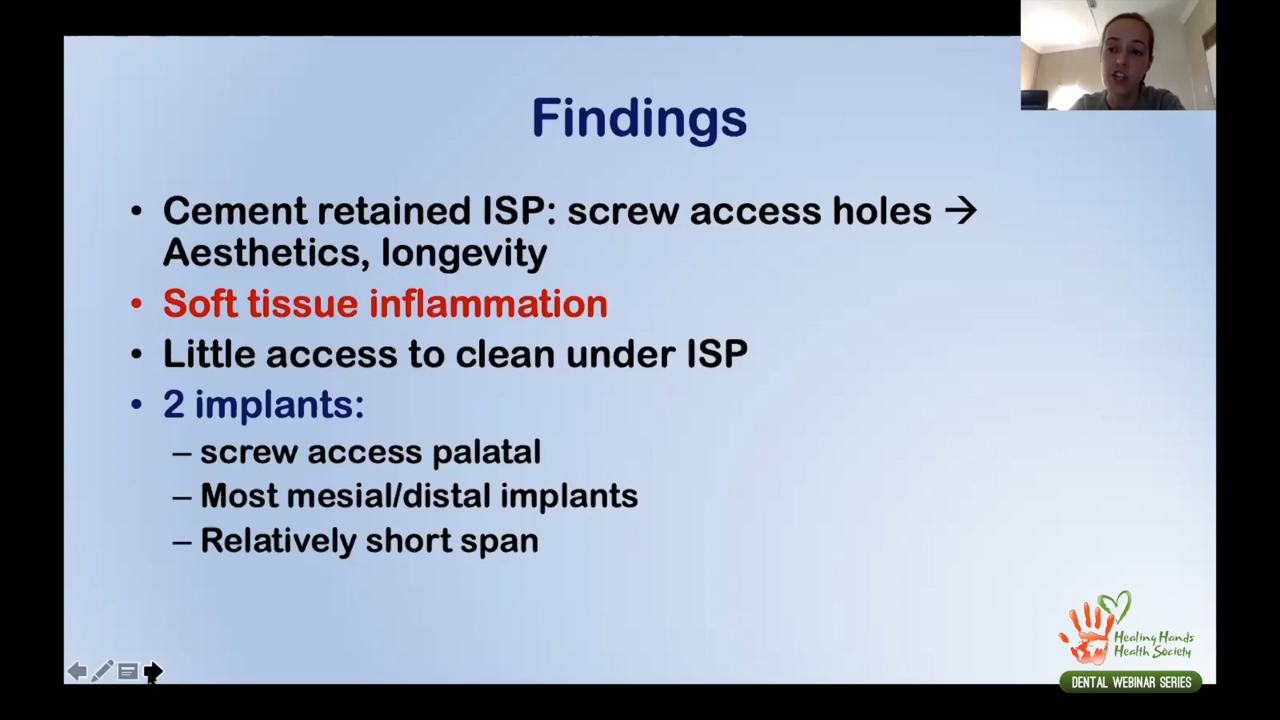 Findings
• Cement retained ISP: screw access holes →
Aesthetics, longevity
• Soft tissue inflammation
• Little access to clean under ISP
• 2 implants:
– screw access palatal
– Most mesial/distal implants
– Relatively short span
Healing Hands
Health Society
DENTAL WEBINAR SERIES